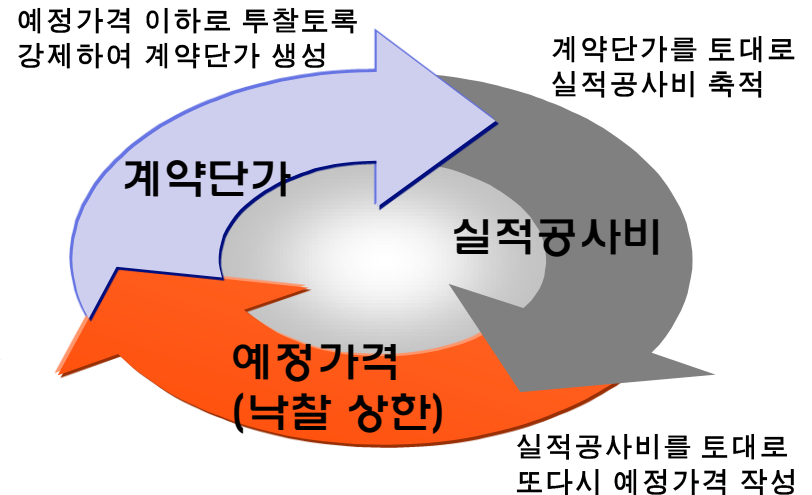 예정가격 이하로 투찰토록
강제하여 계약단가 생성
계약단가를 토대로
실적공사비 축적
계약단가
실적공사비
예정가격
(낙찰 상한)
실적공사비를 토대로
또다시 예정가격 작성